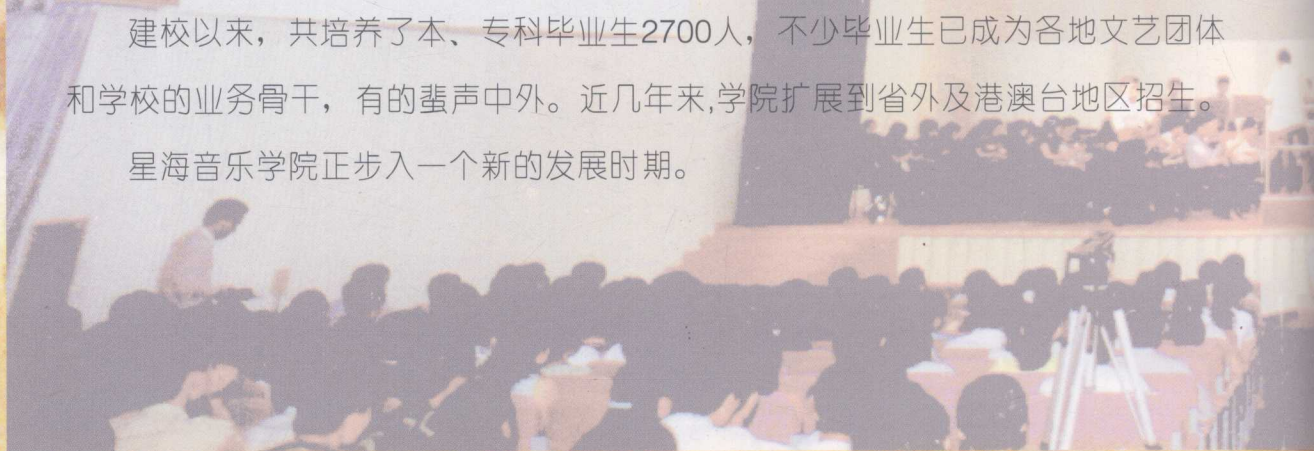 建校以来，共培养了本、专科毕业生2700人，不少毕业生已成为各地文艺团体
和学校的业务骨干，有的蜚声中外。近几年来,学院扩展到省外及港澳台地区招生。
星海音乐学院正步入一个新的发展时期。